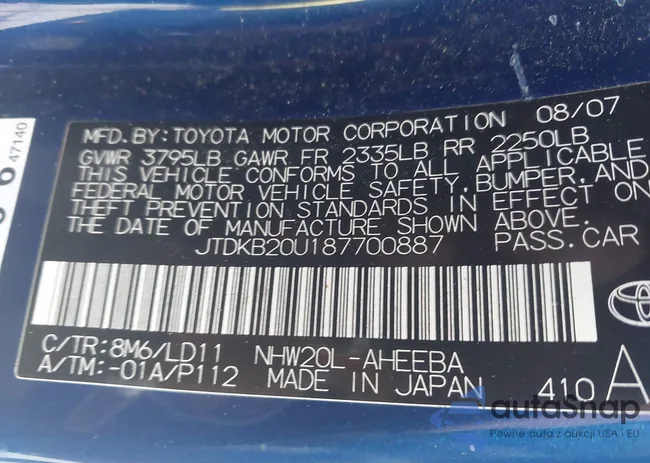 47140
MFD.BY:TOYOTA MOTOR CORPORATION 08/07
GVWR 3795LB GAWR FR 2335LB RR 2250LB
THIS VEHICLE CONFORMS TO ALL APPLICABLE
FEDERAL MOTOR VEHICLE SAFETY, BUMPER, AND
THEFT PREVENTION STANDARDS IN EFFECT ON
THE DATE OF MANUFACTURE SHOWN ABOVE.
JTDKB20U187700887 PASS.CAR
C/TR:8M6/LD11 NHW20L-AHEEBA
A/TM:-01A/P112 MADE IN JAPAN 410 A
autoSnap
Pewne auta z aukcji USA i EU